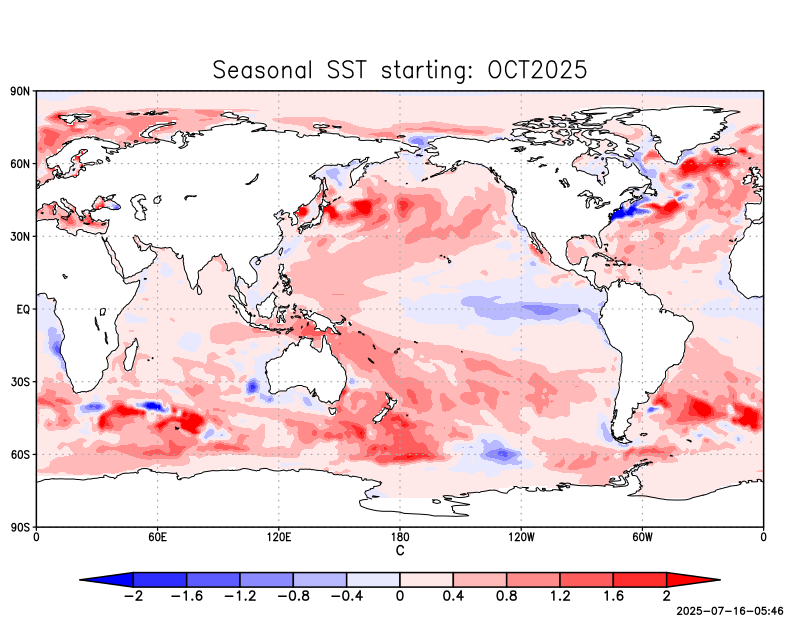 Seasonal SST starting: OCT2025
90N
60N
30N
EQ
30S
60S
90S
0 60E 120E 180 120W 60W 0
C
-2 -1.6 -1.2 -0.8 -0.4 0 0.4 0.8 1.2 1.6 2
2025-07-16-05:46